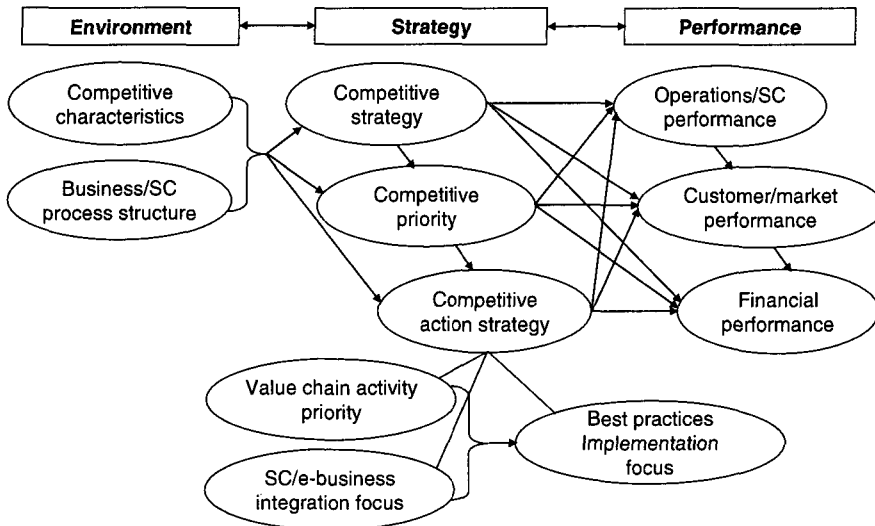 Environment
Strategy
Performance
Competitive
characteristics
Business/SC
process structure
Competitive
strategy
Competitive
priority
Competitive
action strategy
Operations/SC
performance
Customer/market
performance
Financial
performance
Value chain activity
priority
SC/e-business
integration focus
Best practices
Implementation
focus